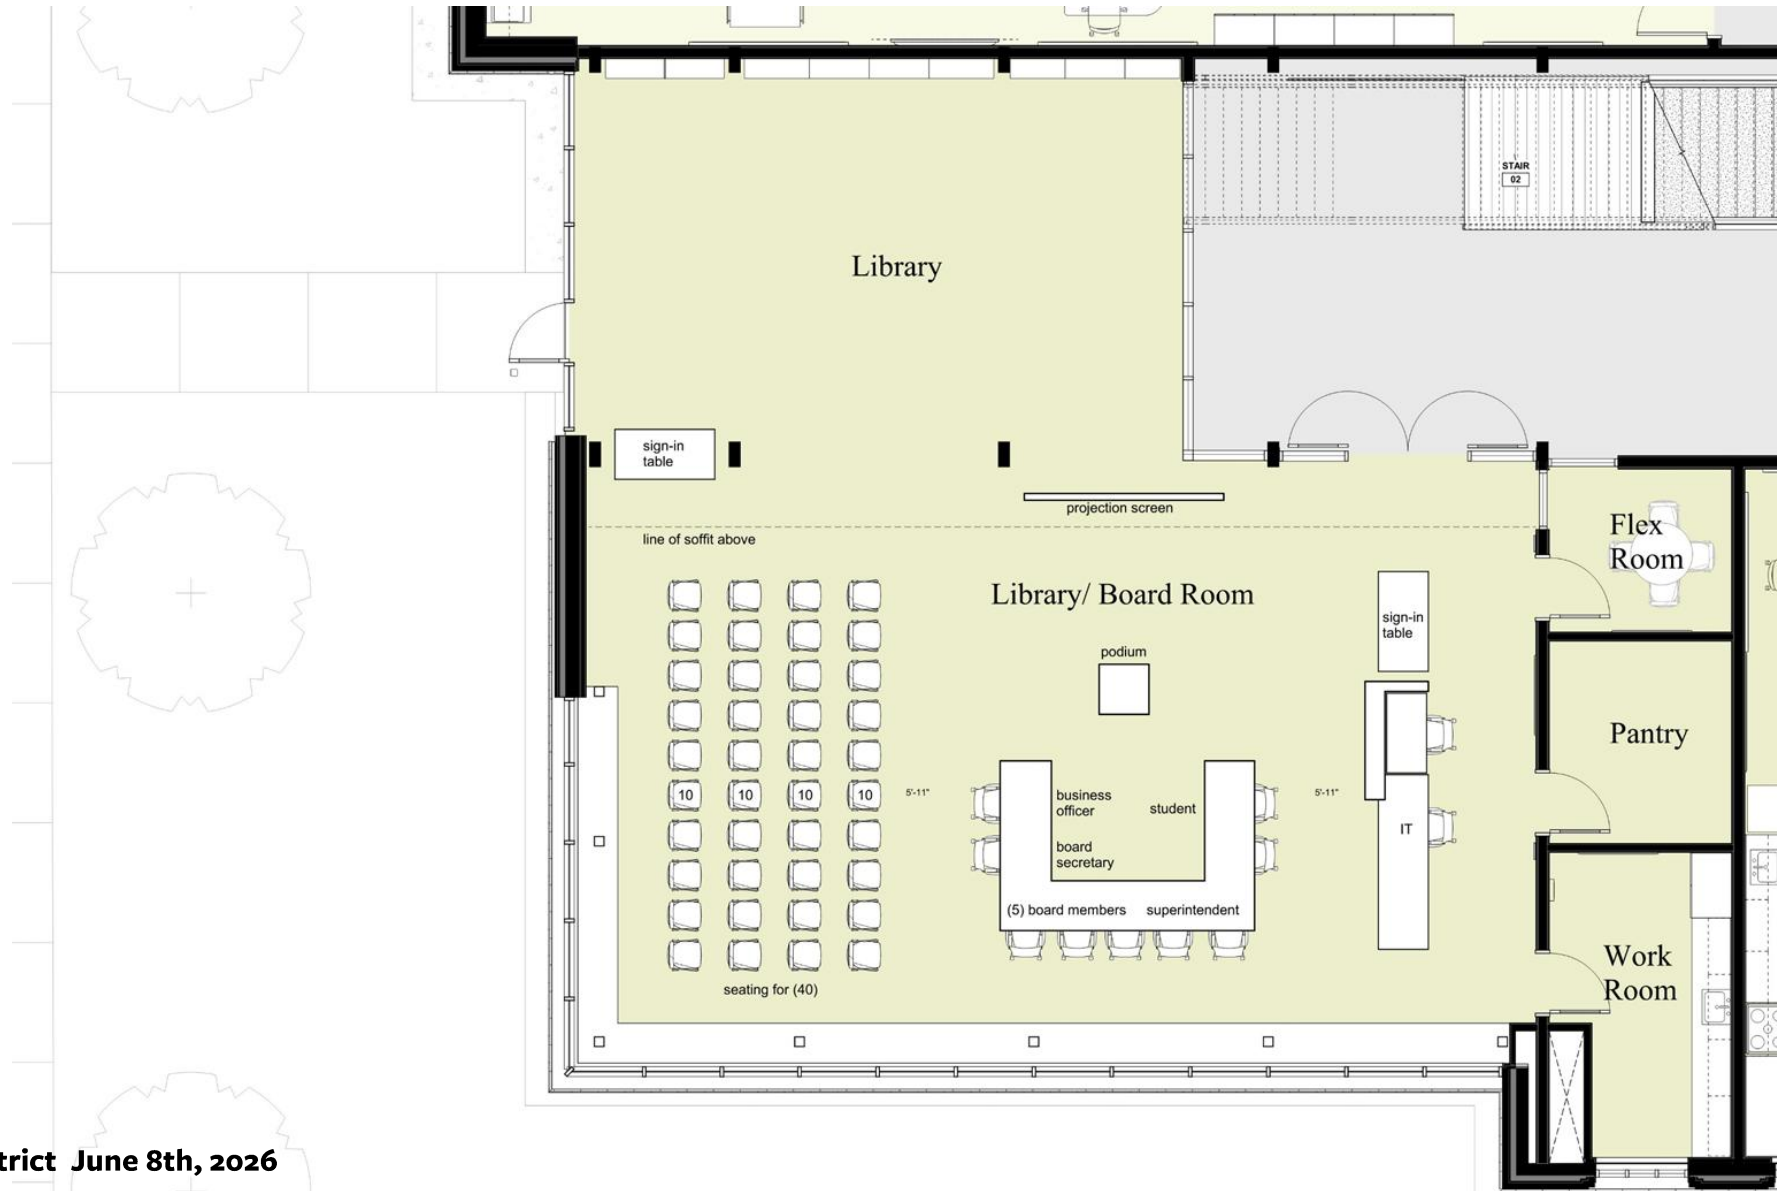 STAIR
02
Library
sign-in
table
projection screen
line of soffit above
Flex
Room
Library/ Board Room
sign-in
table
podium
Pantry
10
10
10
10
5'-11"
business
officer
student
5'-11"
IT
board
secretary
(5) board members
superintendent
Work
Room
seating for (40)
trict June 8th, 2026